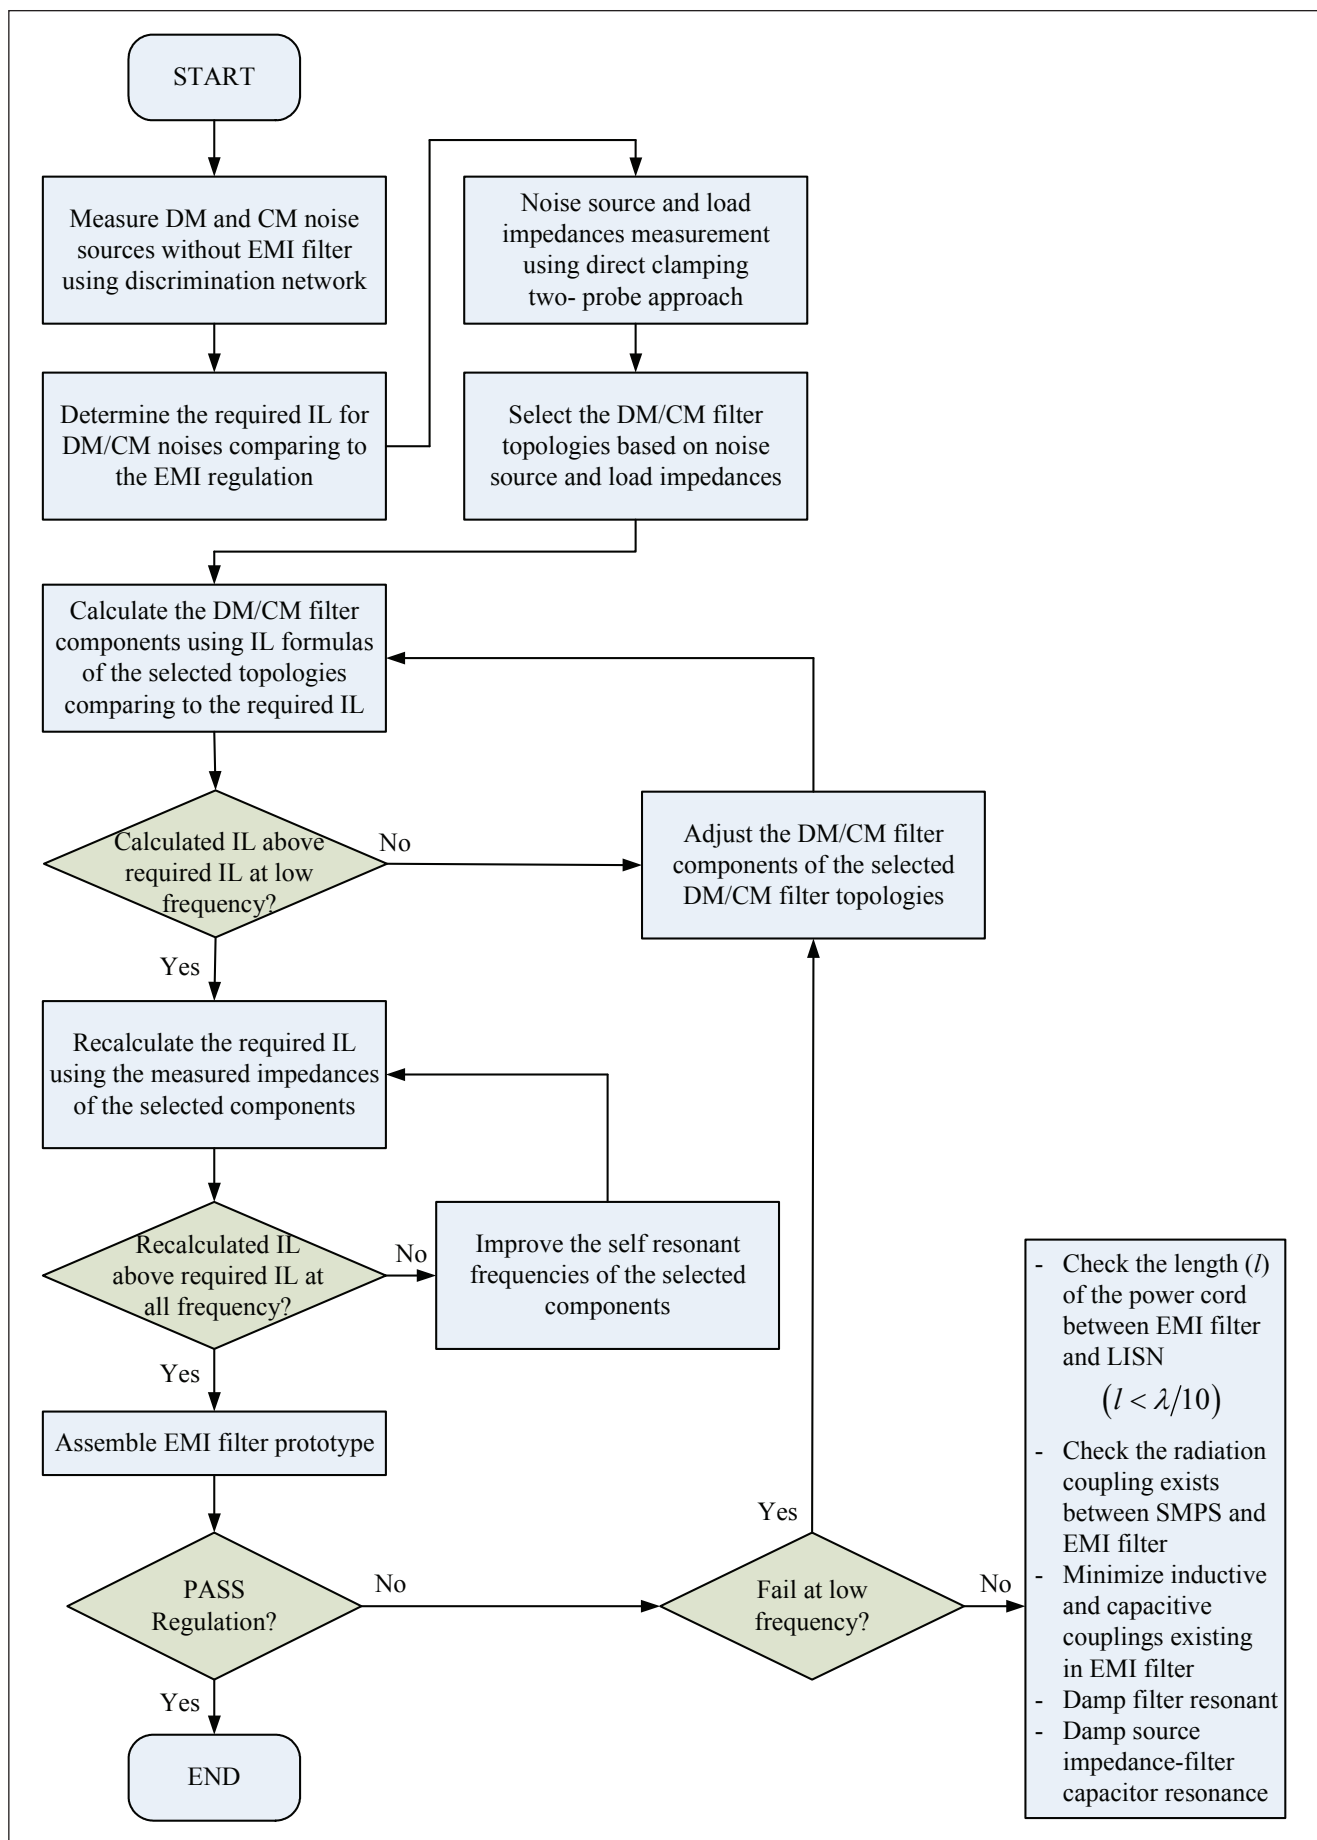 START
Measure DM and CM noise
sources without EMI filter
using discrimination network
Noise source and load
impedances measurement
using direct clamping
two- probe approach
Determine the required IL for
DM/CM noises comparing to
the EMI regulation
Select the DM/CM filter
topologies based on noise
source and load impedances
Calculate the DM/CM filter
components using IL formulas
of the selected topologies
comparing to the required IL
Calculated IL above
required IL at low
frequency?
No
Adjust the DM/CM filter
components of the selected
DM/CM filter topologies
Yes
Recalculate the required IL
using the measured impedances
of the selected components
Recalculated IL
above required IL at
all frequency?
No
Improve the self resonant
frequencies of the selected
components
Yes
Assemble EMI filter prototype
PASS
Regulation?
No
Yes
Fail at low
frequency?
Yes
No
- Check the length (l)
of the power cord
between EMI filter
and LISN
(l < λ/10)
- Check the radiation
coupling exists
between SMPS and
EMI filter
- Minimize inductive
and capacitive
couplings existing
in EMI filter
- Damp filter resonant
- Damp source
impedance-filter
capacitor resonance
END